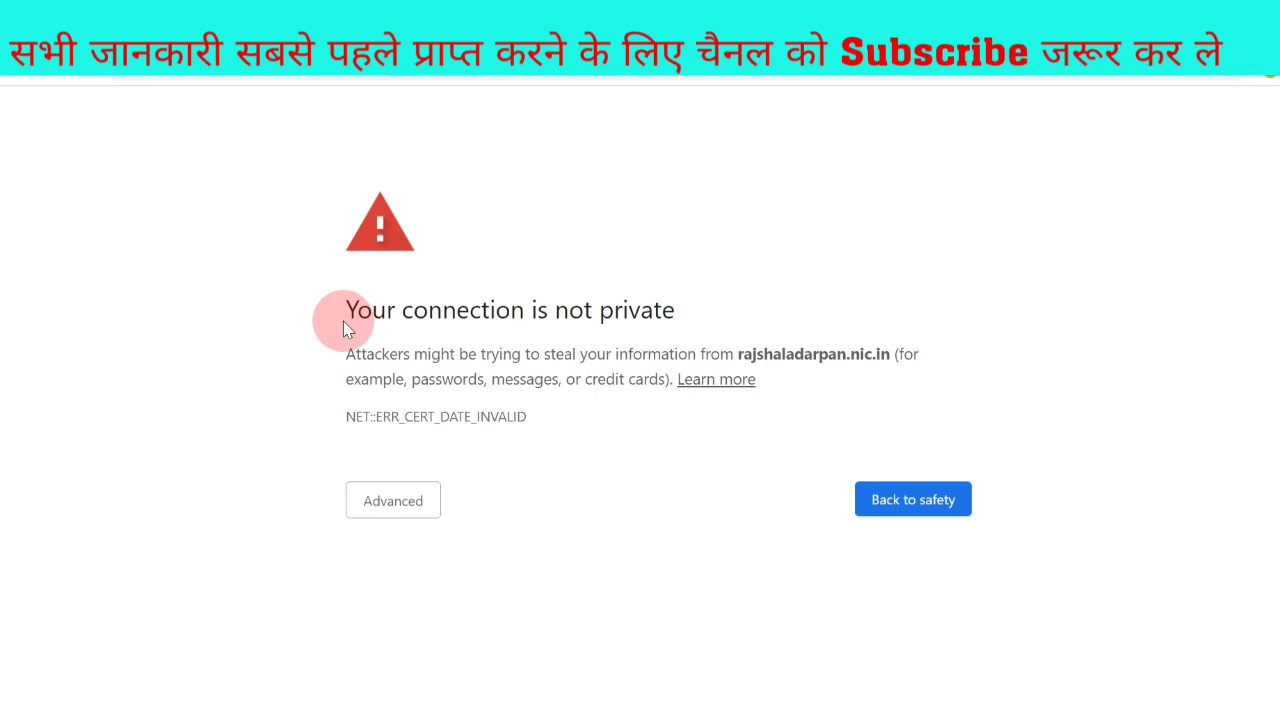 सभी जानकारी सबसे पहले प्राप्त करने के लिए चैनल को Subscribe जरूर कर ले
Your connection is not private
Attackers might be trying to steal your information from rajshaladarpan.nic.in (for
example, passwords, messages, or credit cards). Learn more
NET::ERR_CERT_DATE_INVALID
Advanced
Back to safety